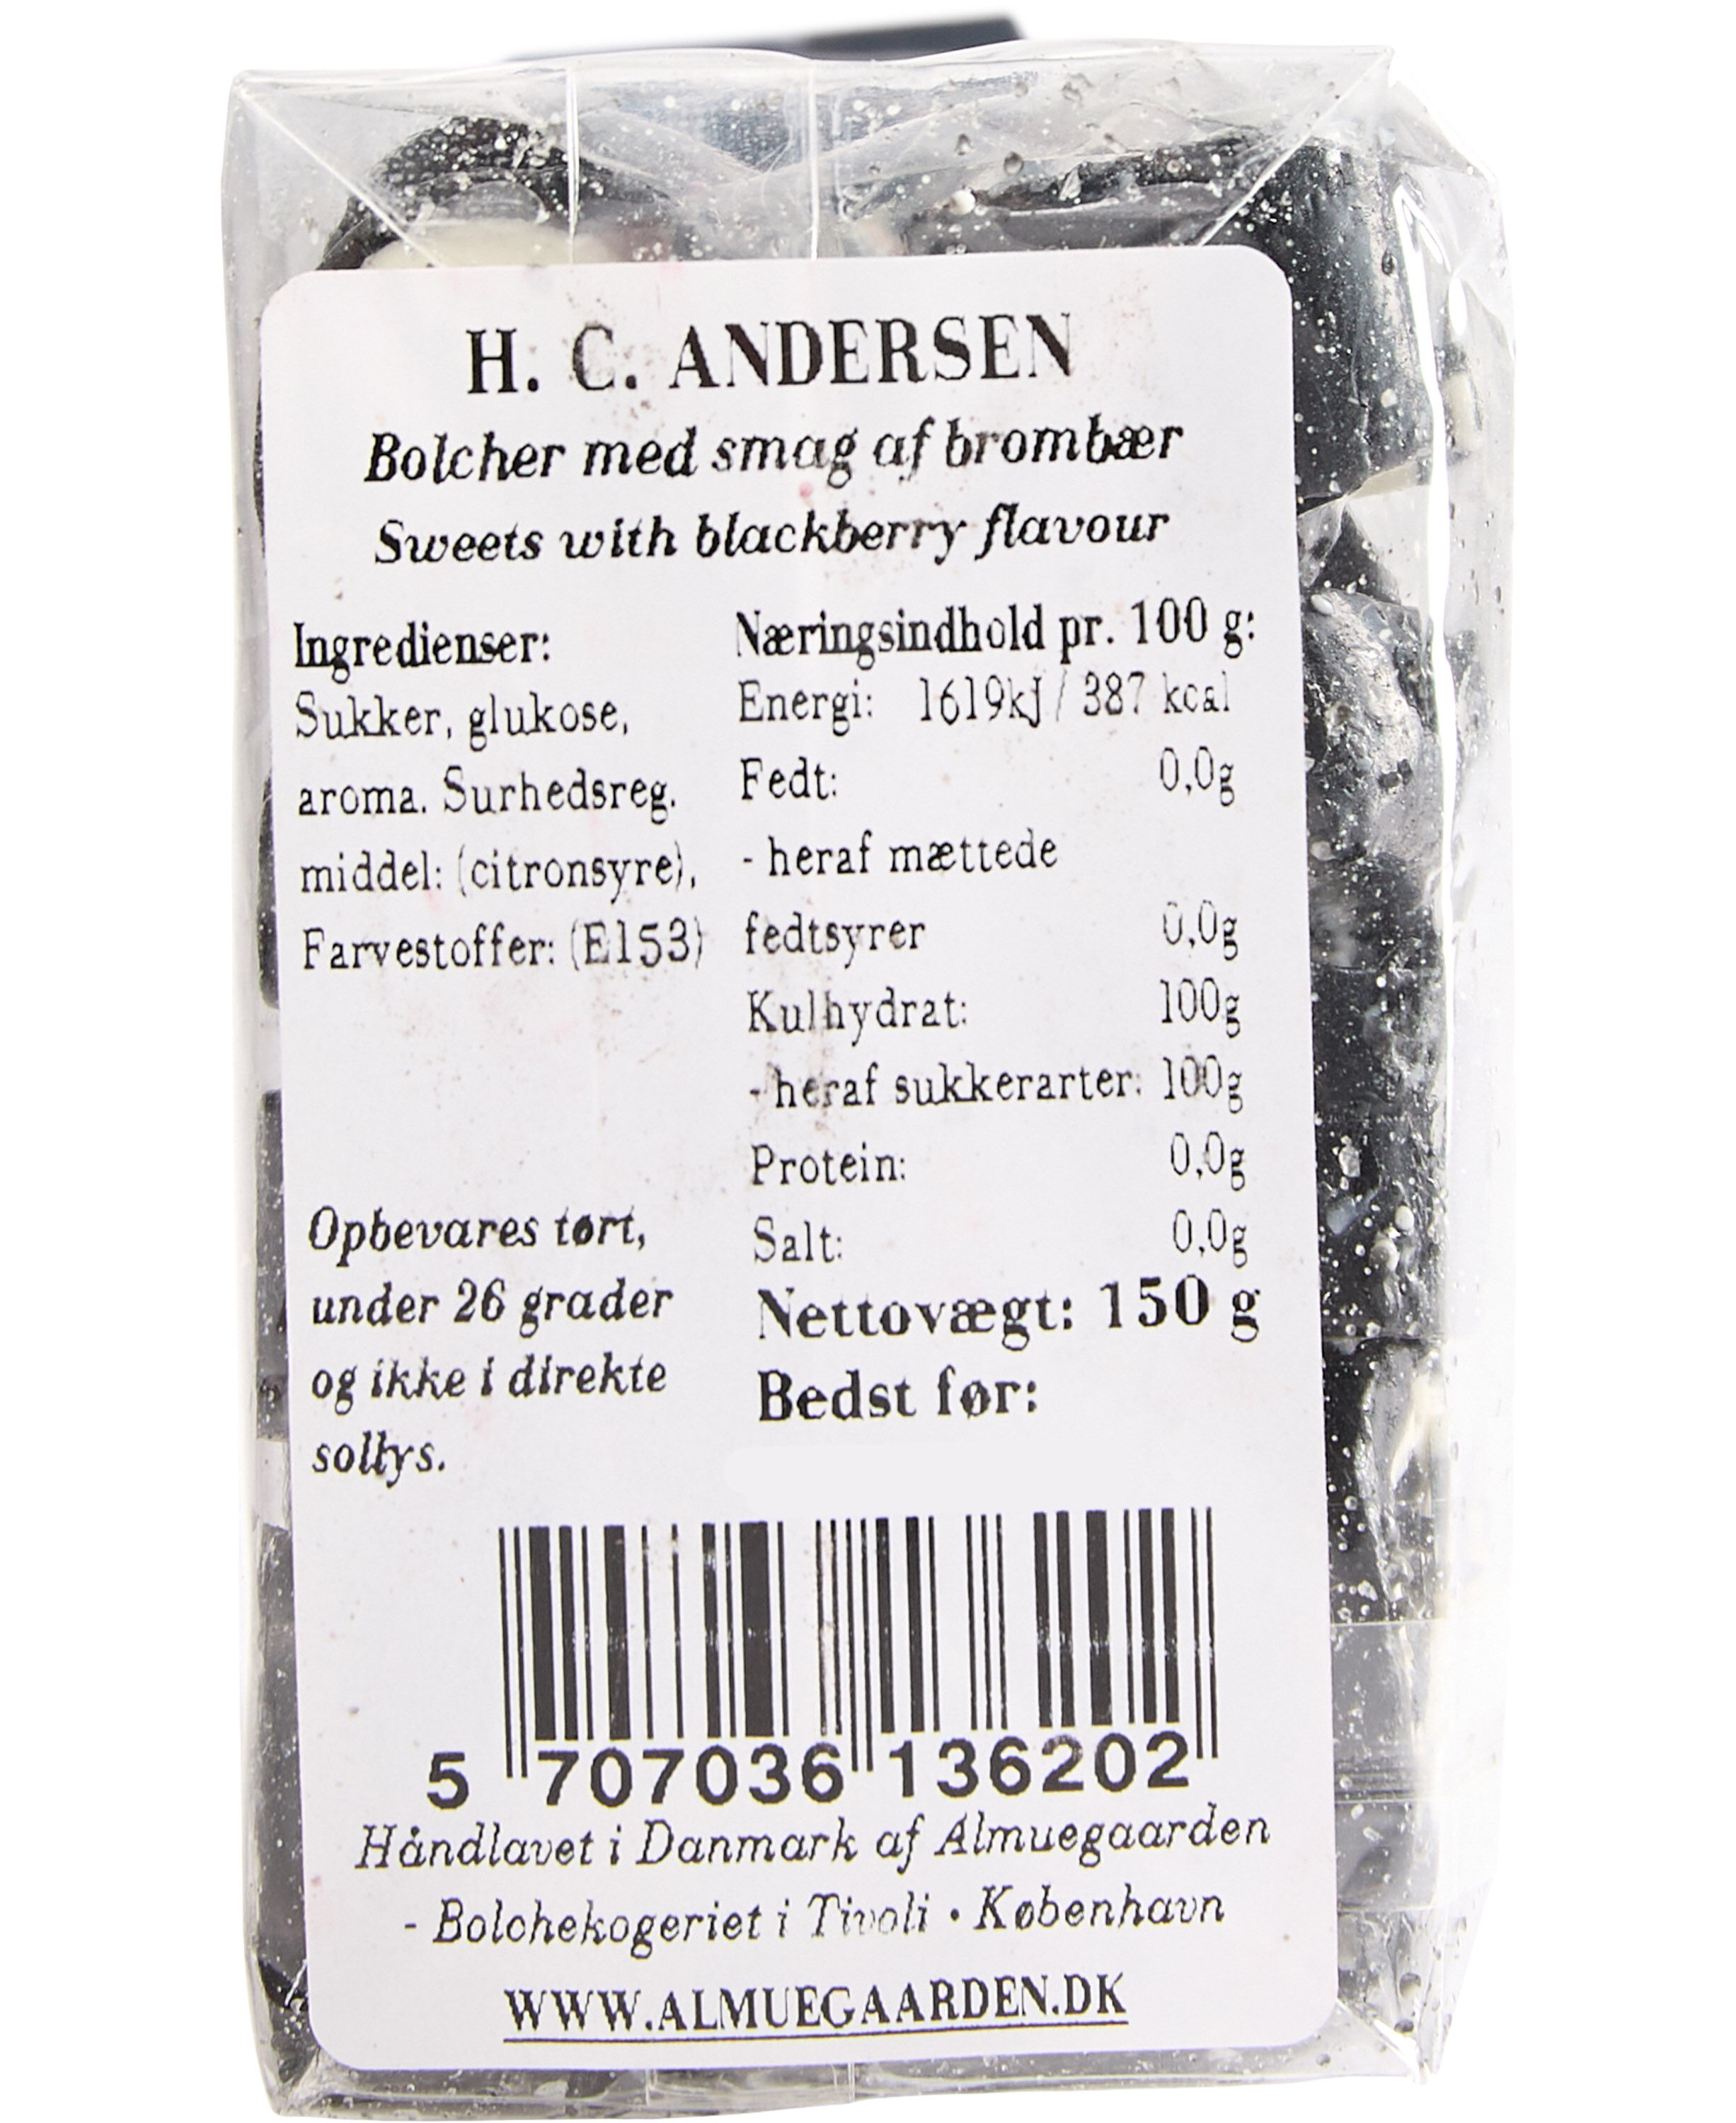 H. C. ANDERSEN
Bolcher med smag af brombær
Sweets with blackberry flavour
Ingredienser:
Sukker, glukose,
aroma. Surhedsreg.
middel: (citronsyre),
Farvestoffer: (E153)
Opbevares tørt,
under 26 grader
og ikke i direkte
sollys.
Næringsindhold pr. 100 g:
Energi: 1619kJ / 387 kcal
Fedt: 0,0g
- heraf mættede
fedtsyrer 0,0g
Kulhydrat: 100g
- heraf sukkerarter: 100g
Protein: 0,0g
Salt: 0,0g
Nettovægt: 150 g
Bedst før:
5 707036 136202
Håndlavet i Danmark af Almuegaarden
- Bolchekogeriet i Tivoli • København
WWW.ALMUEGAARDEN.DK